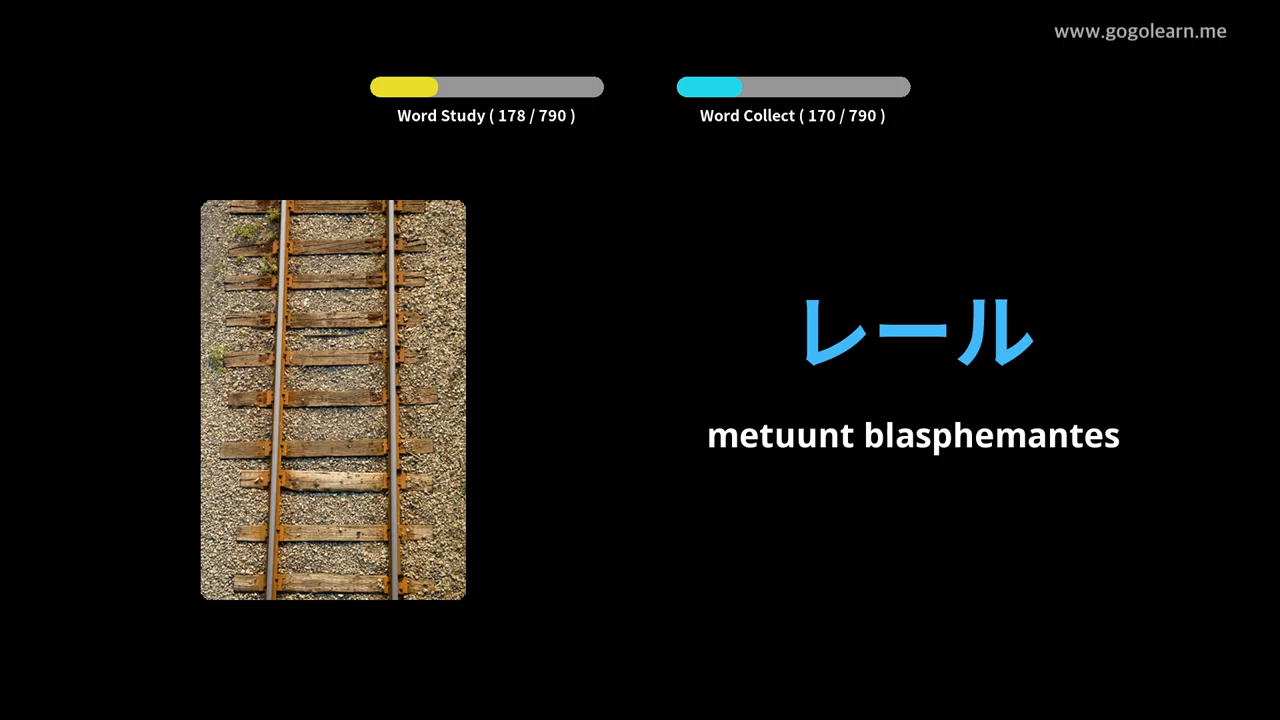 www.gogolearn.me
Word Study ( 178 / 790 )
Word Collect ( 170 / 790 )
レール
metuunt blasphemantes